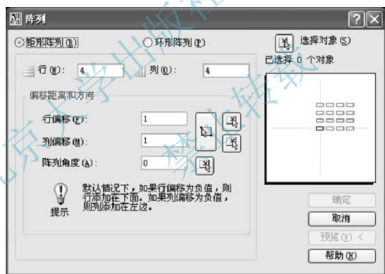 阵列
矩形阵列(R) 环形阵列(P) 选择对象(S)
已选择 0 个对象
行(W): 4 列(O): 4
偏移距离和方向
行偏移(F): 1
列偏移(M): 1
阵列角度(A): 0
默认情况下，如果行偏移为负值，则
行添加在下面。如果列偏移为负值，
则列添加在左边。
提示
确定
取消
预览(V) <
帮助(H)